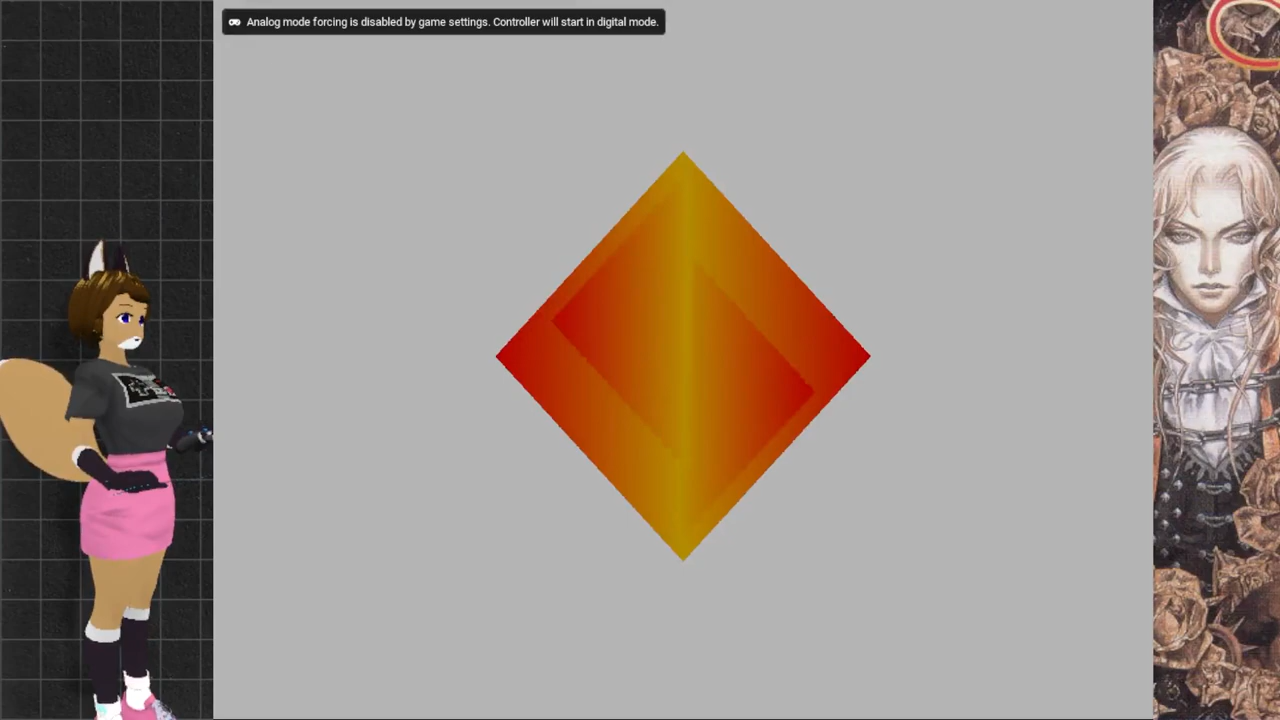 Analog mode forcing is disabled by game settings. Controller will start in digital mode.